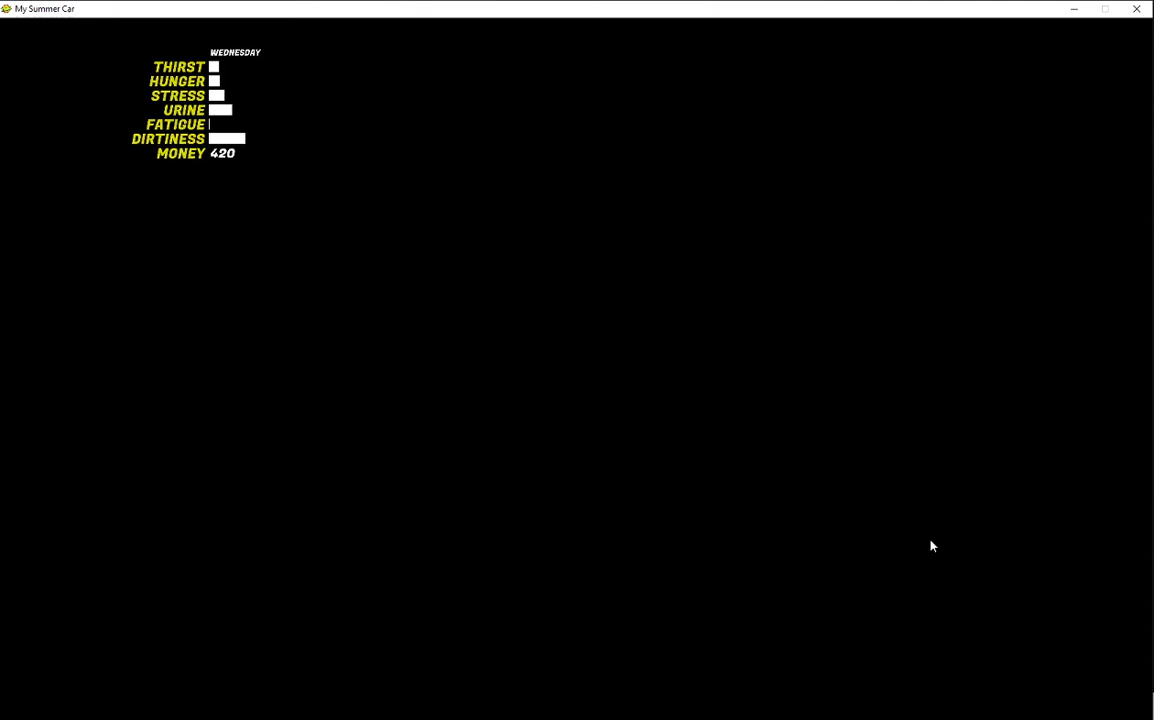 My Summer Car
WEDNESDAY
THIRST
HUNGER
STRESS
URINE
FATIGUE
DIRTINESS
MONEY 420